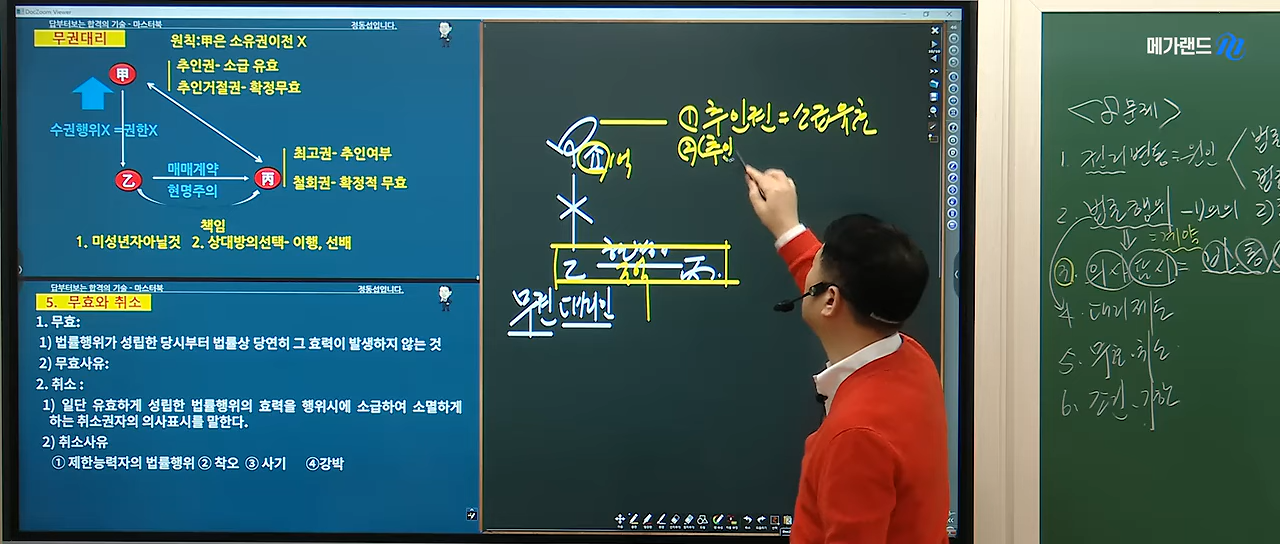 DocZoom Viewer
답부터보는 합격의 기술 - 마스터북
정동섭입니다.
무권대리
원칙:甲은 소유권이전 X
甲
추인권- 소급 유효
추인거절권- 확정무효
수권행위X =권한X
乙
매매계약
현명주의
丙
최고권- 추인여부
철회권- 확정적 무효
책임
1. 미성년자아닐것 2. 상대방의선택- 이행, 선배
답부터보는 합격의 기술 - 마스터북
정동섭입니다.
5. 무효와 취소
1. 무효:
1) 법률행위가 성립한 당시부터 법률상 당연히 그 효력이 발생하지 않는 것
2) 무효사유:
2. 취소 :
1) 일단 유효하게 성립한 법률행위의 효력을 행위시에 소급하여 소멸하게
하는 취소권자의 의사표시를 말한다.
2) 취소사유
① 제한능력자의 법률행위 ② 착오 ③ 사기 ④강박
① 추인권=소급유효
② (추인
乙
丙
무권대리인
메가랜드
<총문제>
1. 권리변동=원인
2. 법률행위
=계약
3. 의사표시=
4. 대리제도
5. 무효·취소
6. 조건·기한